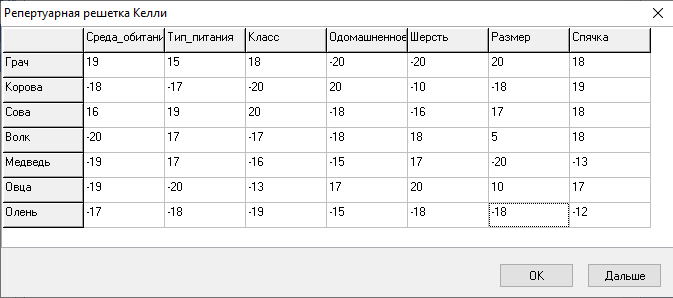 Репертуарная решетка Келли
Среда_обитани Тип_питания Класс Одомашненное Шерсть Размер Спячка
Грач 19 15 18 -20 -20 20 18
Корова -18 -17 -20 20 -10 -18 19
Сова 16 19 20 -18 -16 17 18
Волк -20 17 -17 -18 18 5 18
Медведь -19 17 -16 -15 17 -20 -13
Овца -19 -20 -13 17 20 10 17
Олень -17 -18 -19 -15 -18 -18 -12
OK Дальше